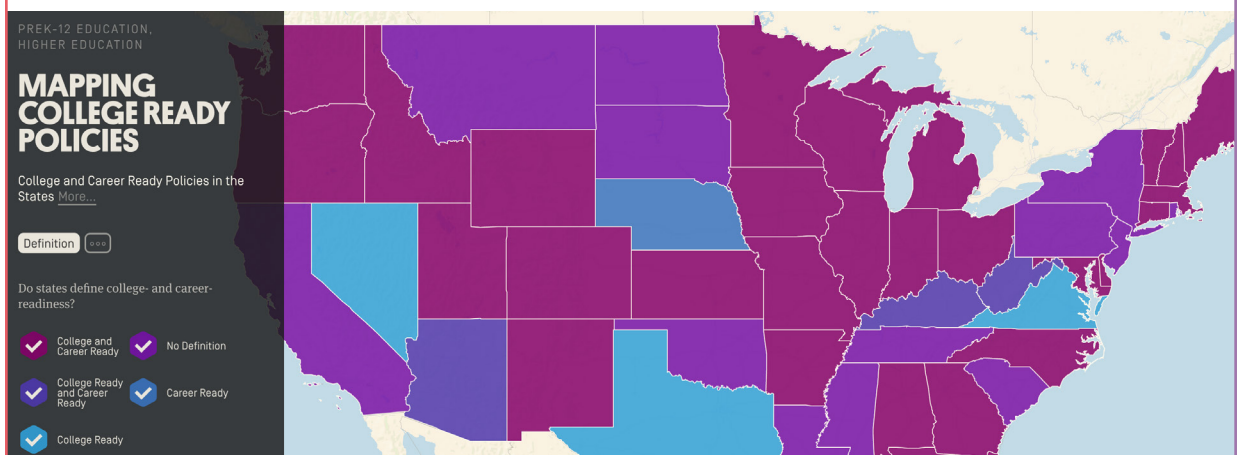 PREK-12 EDUCATION,
HIGHER EDUCATION
MAPPING
COLLEGE READY
POLICIES
College and Career Ready Policies in the
States More...
Definition
Do states define college- and career-
readiness?
College and
Career Ready
No Definition
College Ready
and Career
Ready
Career Ready
College Ready